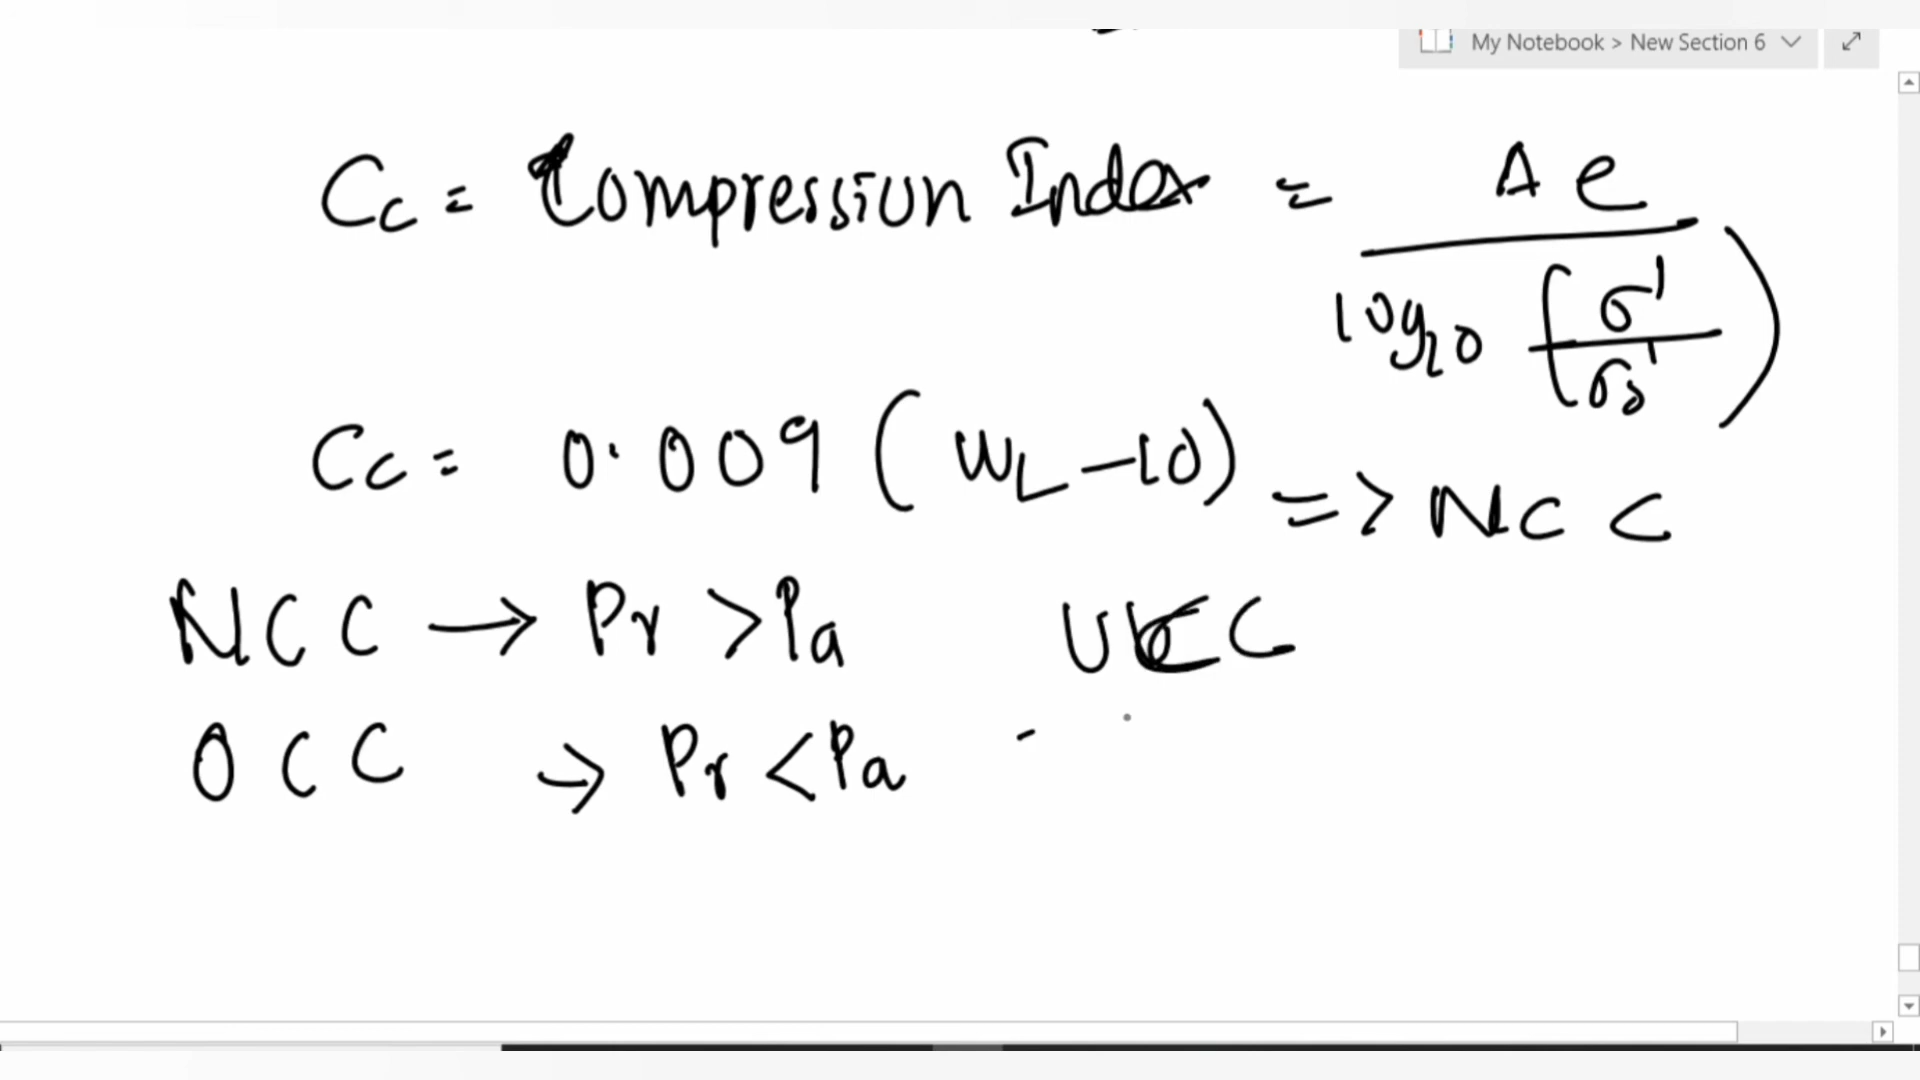 My Notebook > New Section 6
Cc = Compression Index = Δe / log10 (σ' / σo')
Cc = 0.009 (WL - 10) => NCC
NCC → Pr > Pa UCC
OCC → Pr < Pa -